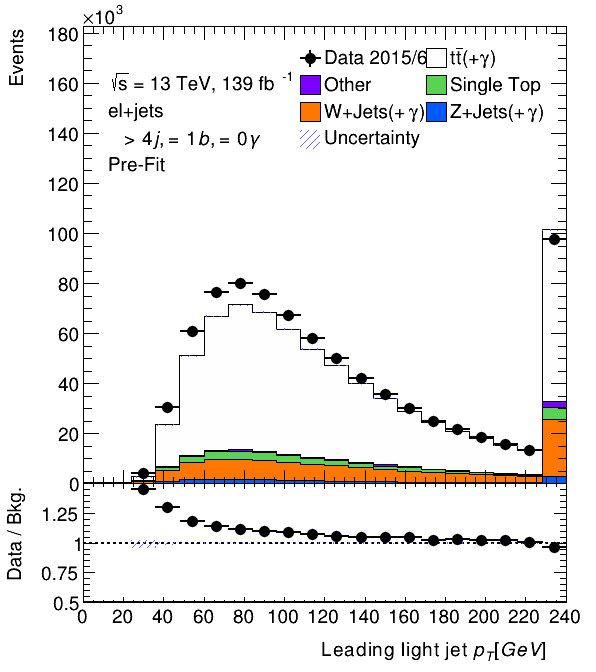 ×10³
Events
180
160
140
120
100
80
60
40
20
0
√s = 13 TeV, 139 fb⁻¹
el+jets
> 4j, = 1b, = 0γ
Pre-Fit
Data 2015/6
tt̄(+γ)
Other
Single Top
W+Jets(+γ)
Z+Jets(+γ)
Uncertainty
Data / Bkg.
1.25
1
0.75
0.5
0 20 40 60 80 100 120 140 160 180 200 220 240
Leading light jet p_T[GeV]